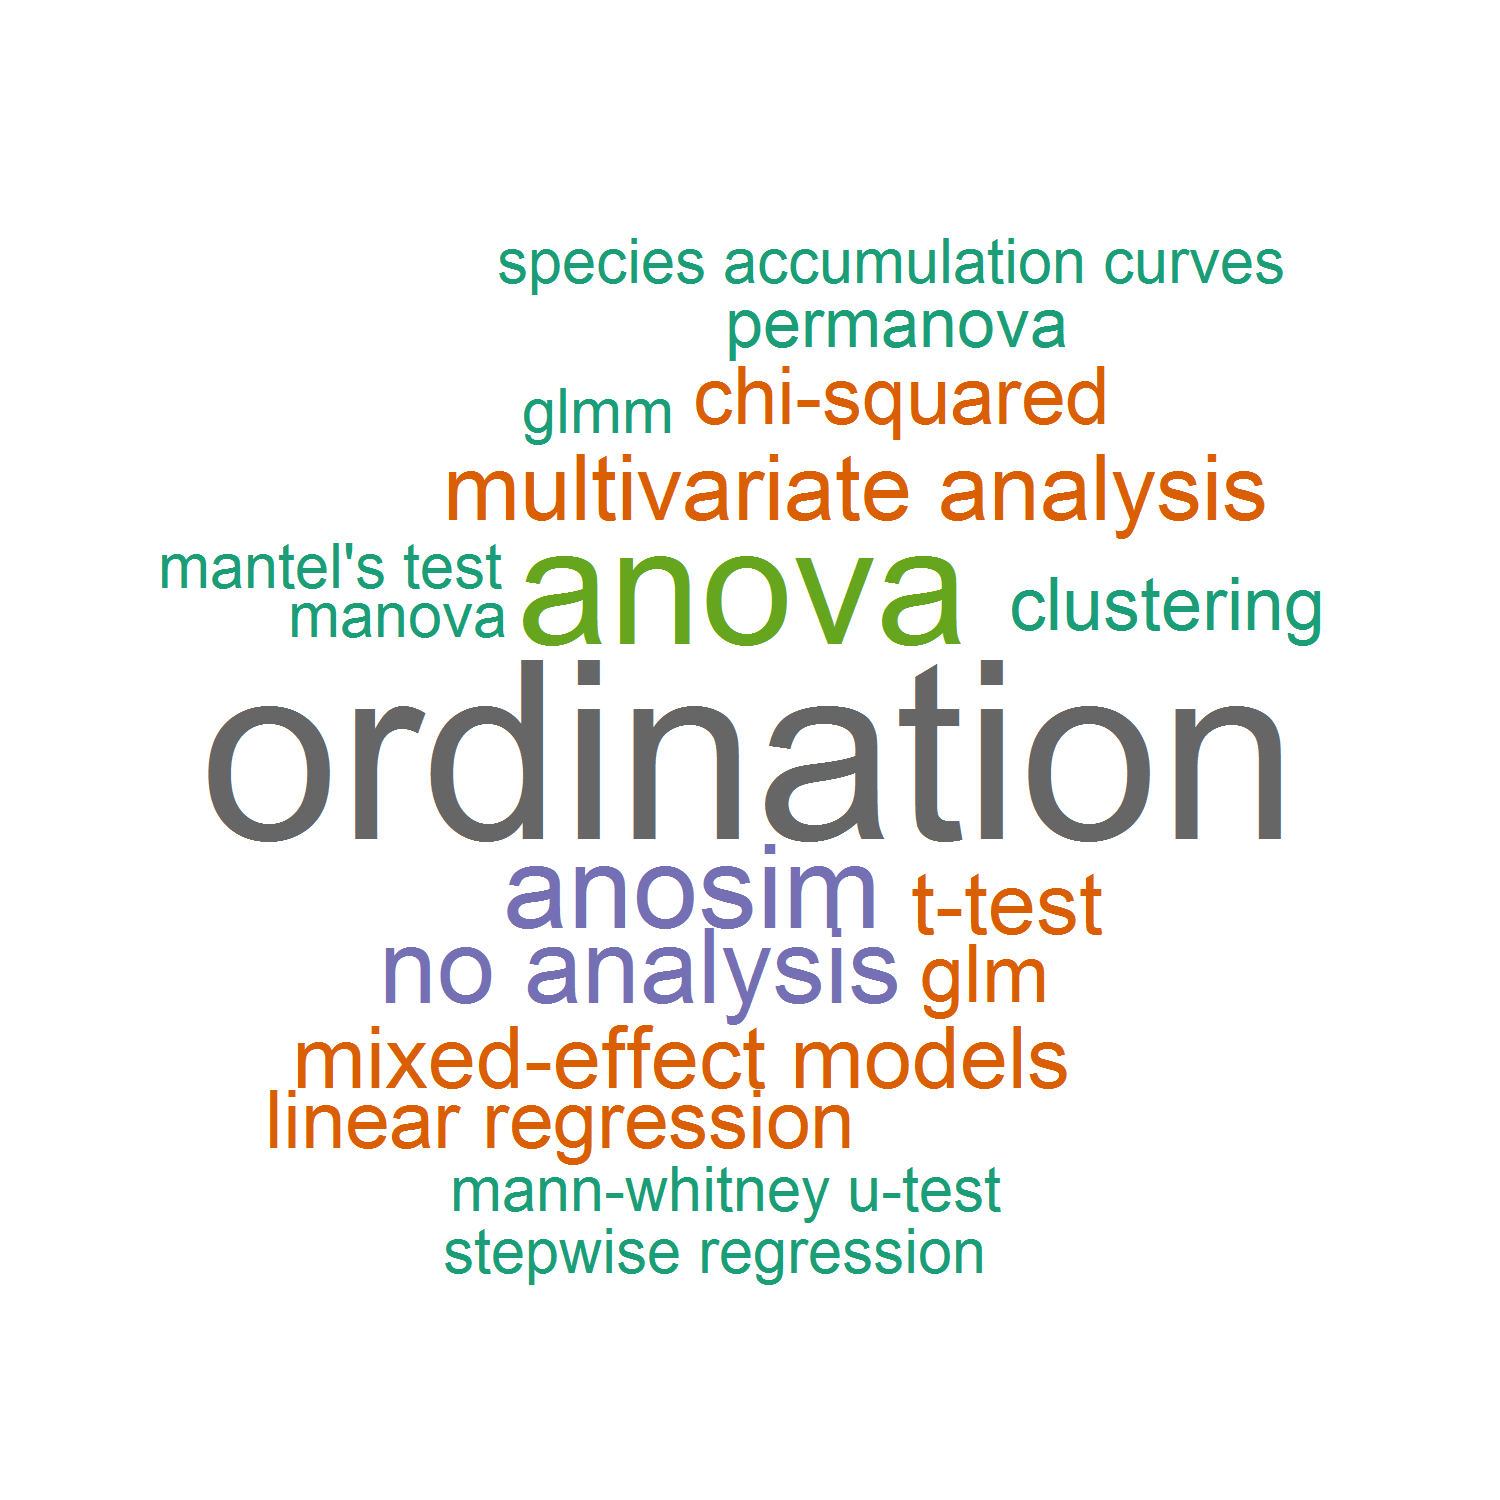 species accumulation curves
permanova
glmm chi-squared
multivariate analysis
mantel's test
manova anova clustering
ordination
anosim t-test
no analysis glm
mixed-effect models
linear regression
mann-whitney u-test
stepwise regression